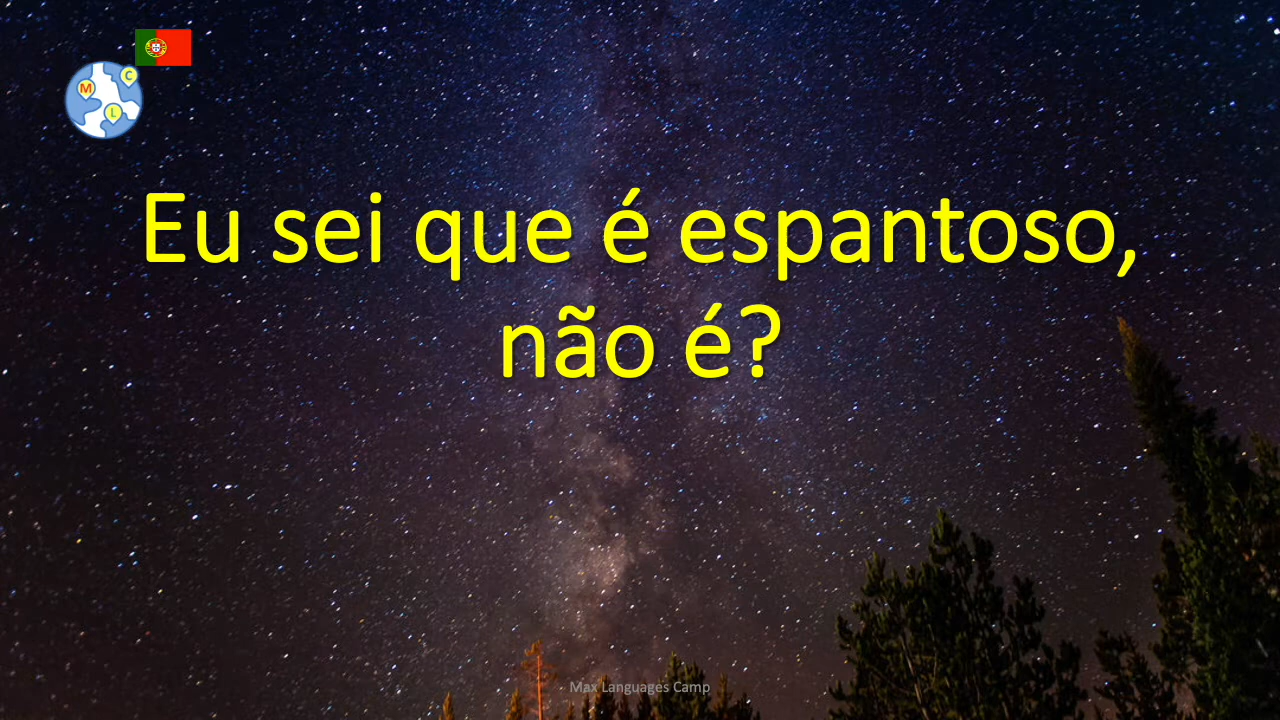 M
C
L
Eu sei que é espantoso,
não é?
Max Languages Camp